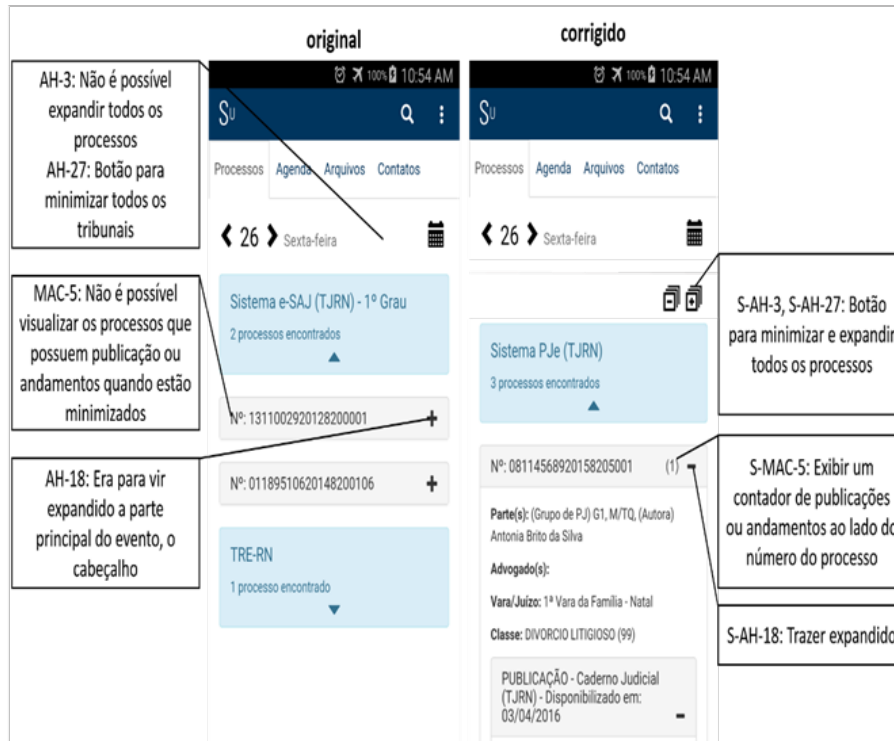 original
corrigido
AH-3: Não é possível
expandir todos os
processos
AH-27: Botão para
minimizar todos os
tribunais
MAC-5: Não é possível
visualizar os processos que
possuem publicação ou
andamentos quando estão
minimizados
AH-18: Era para vir
expandido a parte
principal do evento, o
cabeçalho
100% 10:54 AM
SU
Processos Agenda Arquivos Contatos
26 Sexta-feira
Sistema e-SAJ (TJRN) - 1º Grau
2 processos encontrados
Nº: 1311002920128200001
Nº: 01189510620148200106
TRE-RN
1 processo encontrado
100% 10:54 AM
SU
Processos Agenda Arquivos Contatos
26 Sexta-feira
Sistema PJe (TJRN)
3 processos encontrados
Nº: 08114568920158205001 (1)
Parte(s): (Grupo de PJ) G1, M/TQ, (Autora)
Antonia Brito da Silva
Advogado(s):
Vara/Juízo: 1ª Vara da Família - Natal
Classe: DIVORCIO LITIGIOSO (99)
PUBLICAÇÃO - Caderno Judicial
(TJRN) - Disponibilizado em:
03/04/2016
S-AH-3, S-AH-27: Botão
para minimizar e expandir
todos os processos
S-MAC-5: Exibir um
contador de publicações
ou andamentos ao lado do
número do processo
S-AH-18: Trazer expandido